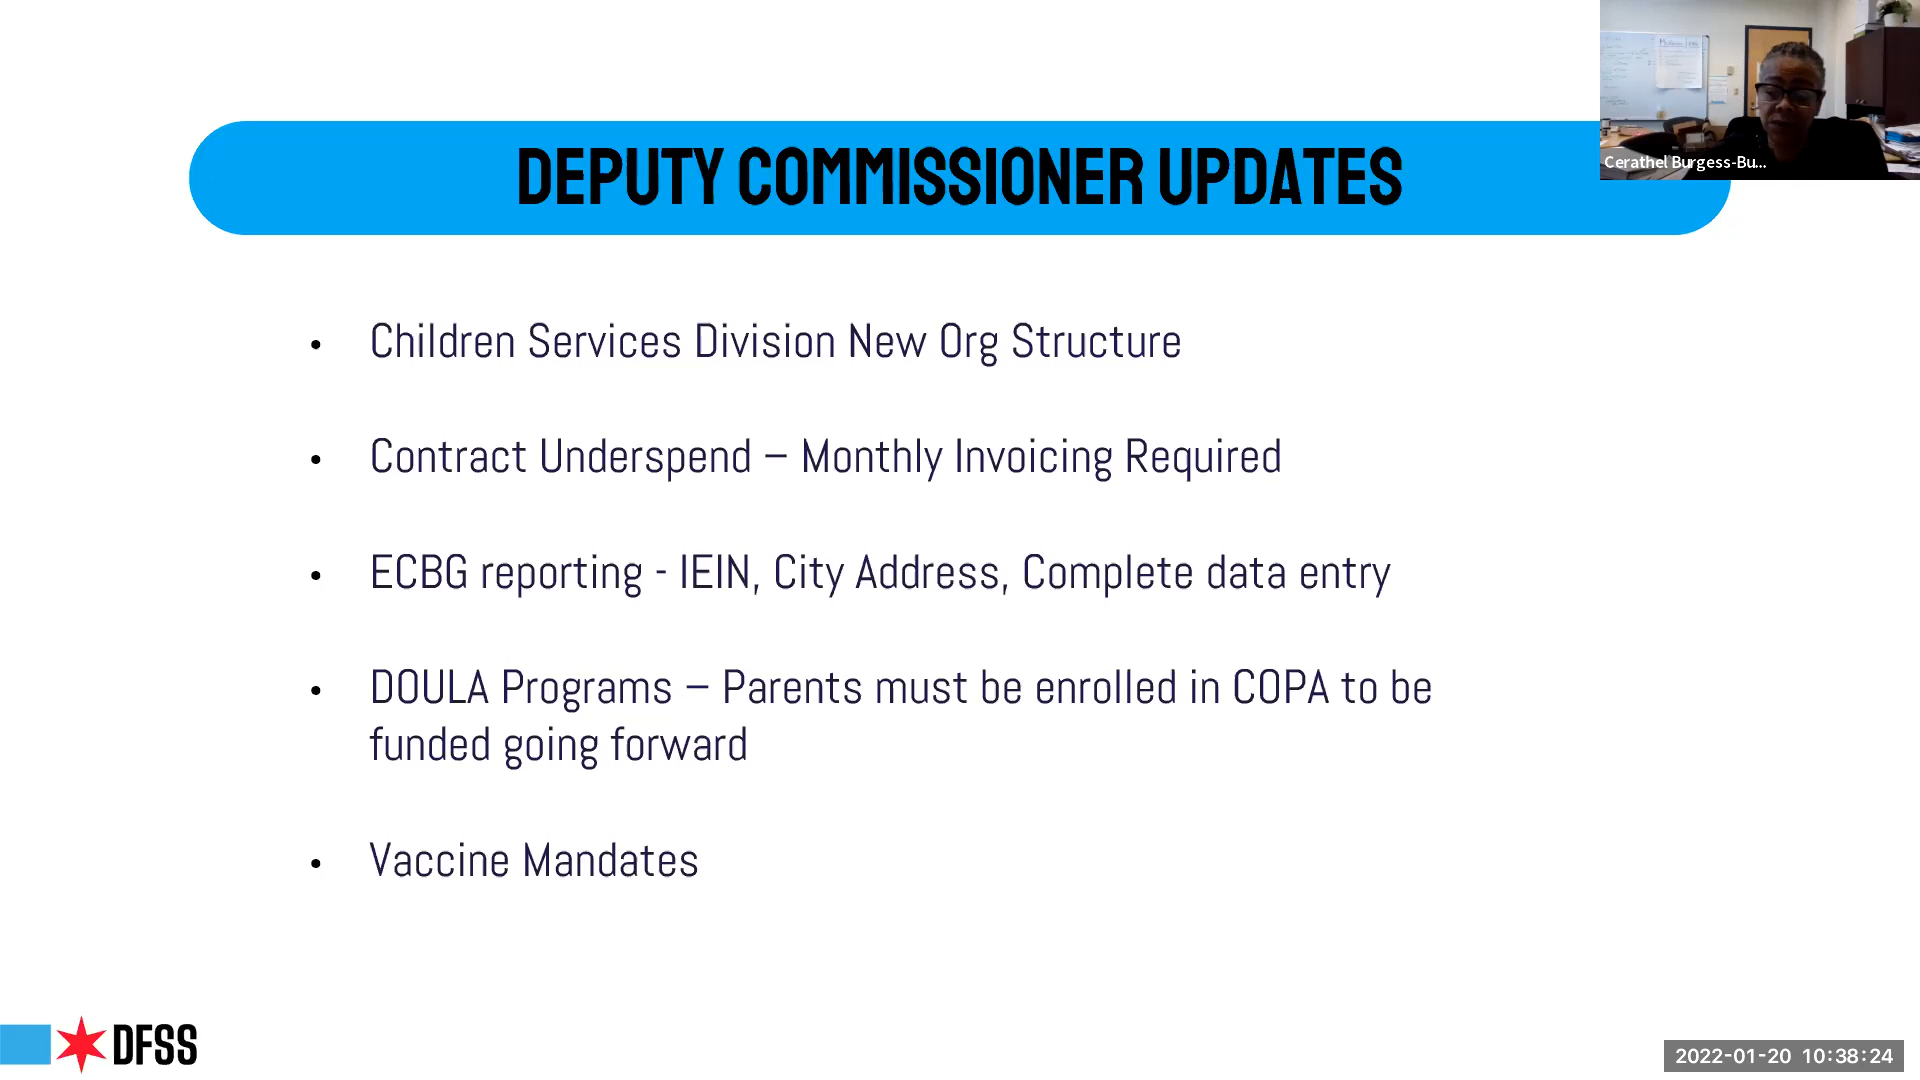 DEPUTY COMMISSIONER UPDATES
Cerathel Burgess-Bu...
• Children Services Division New Org Structure
• Contract Underspend – Monthly Invoicing Required
• ECBG reporting - IEIN, City Address, Complete data entry
• DOULA Programs – Parents must be enrolled in COPA to be
funded going forward
• Vaccine Mandates
DFSS
2022-01-20 10:38:24